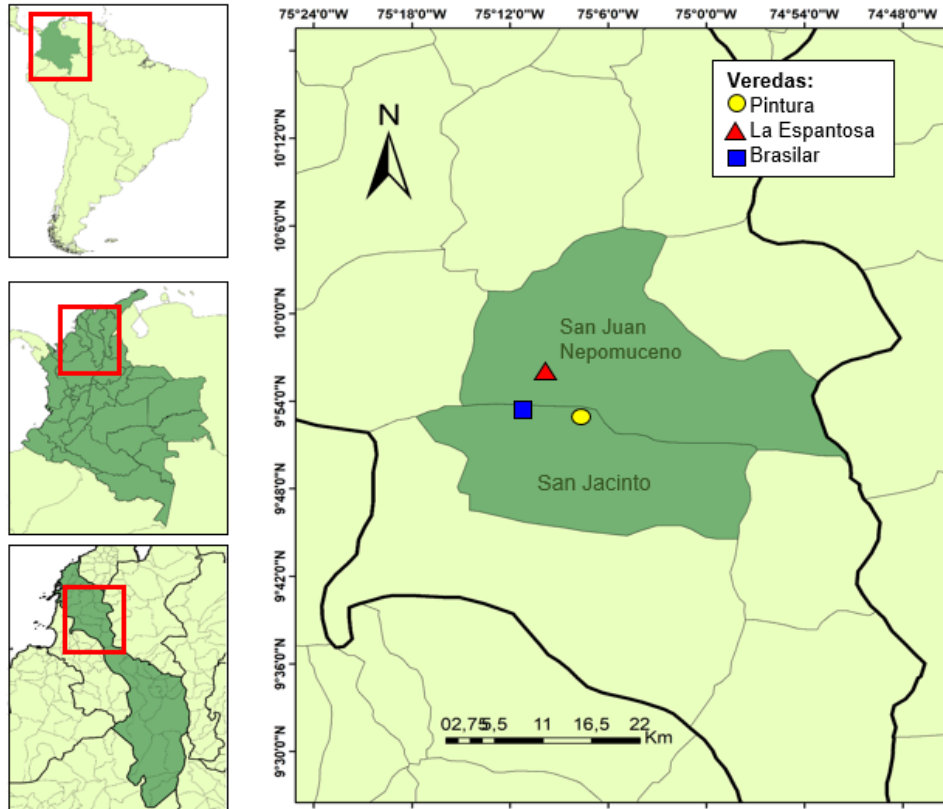 75°24'0"W 75°18'0"W 75°12'0"W 75°6'0"W 75°0'0"W 74°54'0"W 74°48'0"W
Veredas:
Pintura
La Espantosa
Brasilar
N
10°12'0"N
10°6'0"N
10°0'0"N
9°54'0"N
9°48'0"N
9°42'0"N
9°36'0"N
9°30'0"N
San Juan
Nepomuceno
San Jacinto
02,755,5 11 16,5 22
Km